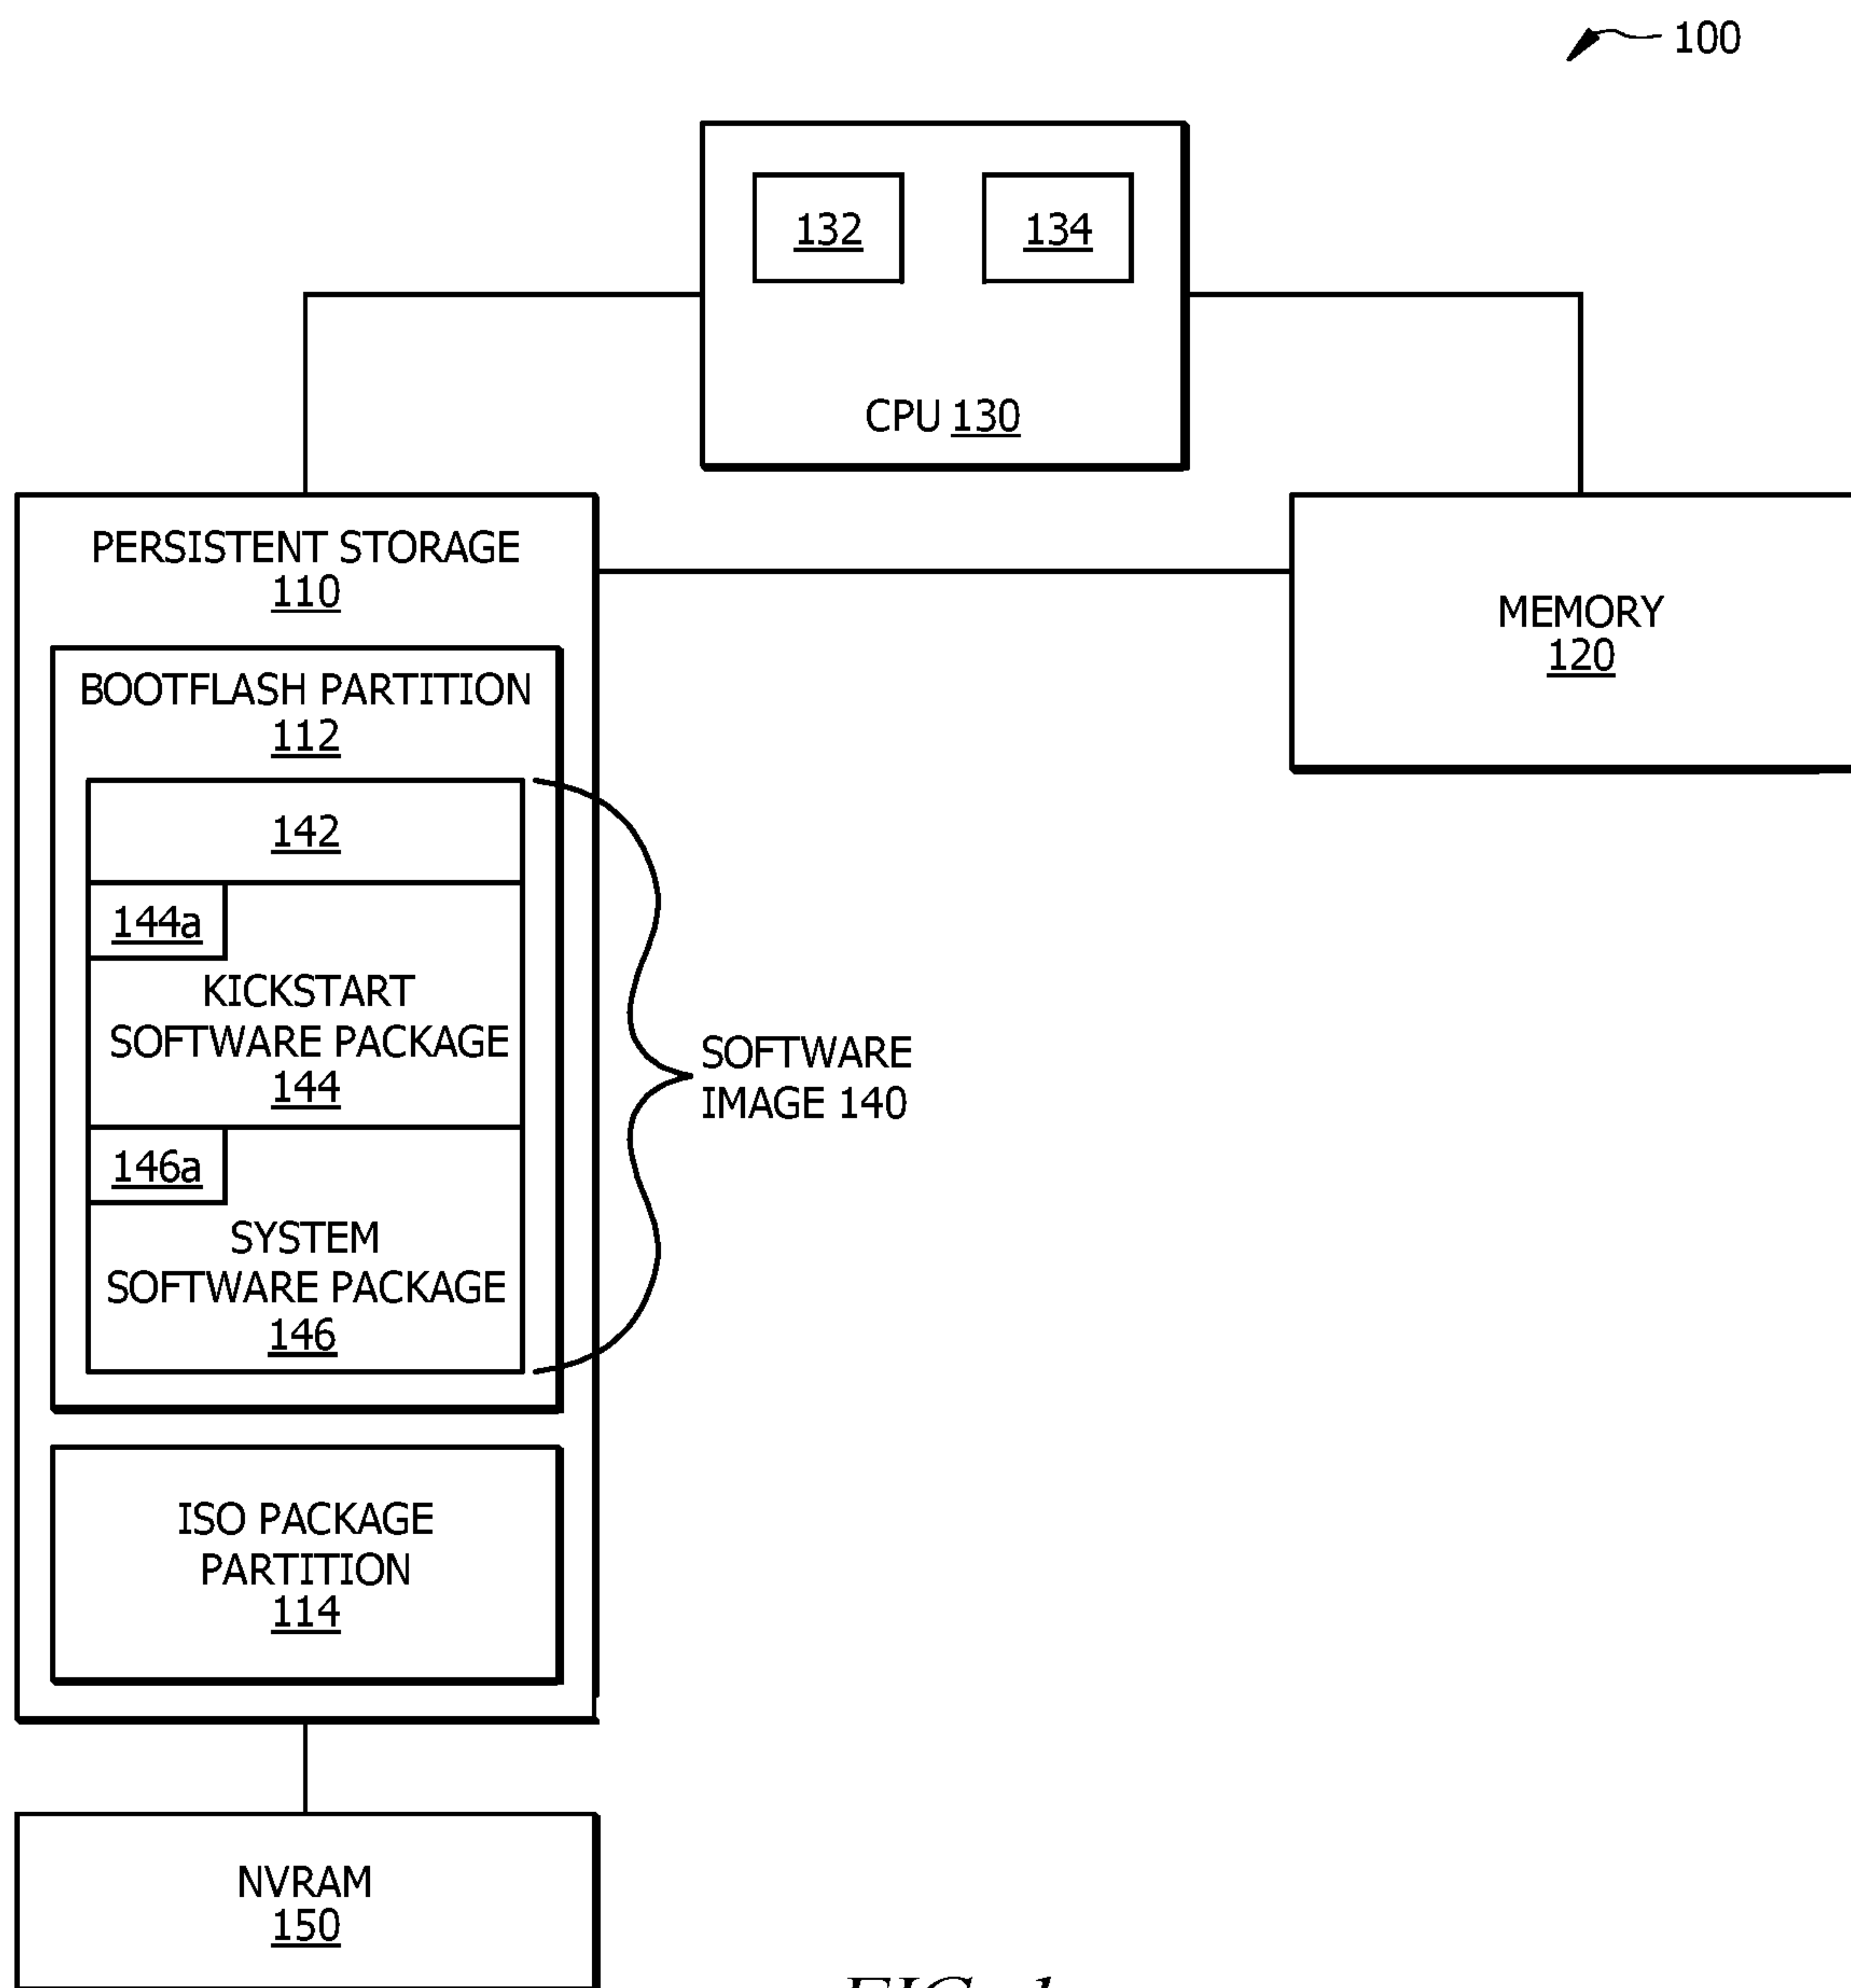 100
132
134
CPU 130
PERSISTENT STORAGE
110
MEMORY
120
BOOTFLASH PARTITION
112
142
144a
KICKSTART
SOFTWARE PACKAGE
144
146a
SYSTEM
SOFTWARE PACKAGE
146
SOFTWARE
IMAGE 140
ISO PACKAGE
PARTITION
114
NVRAM
150